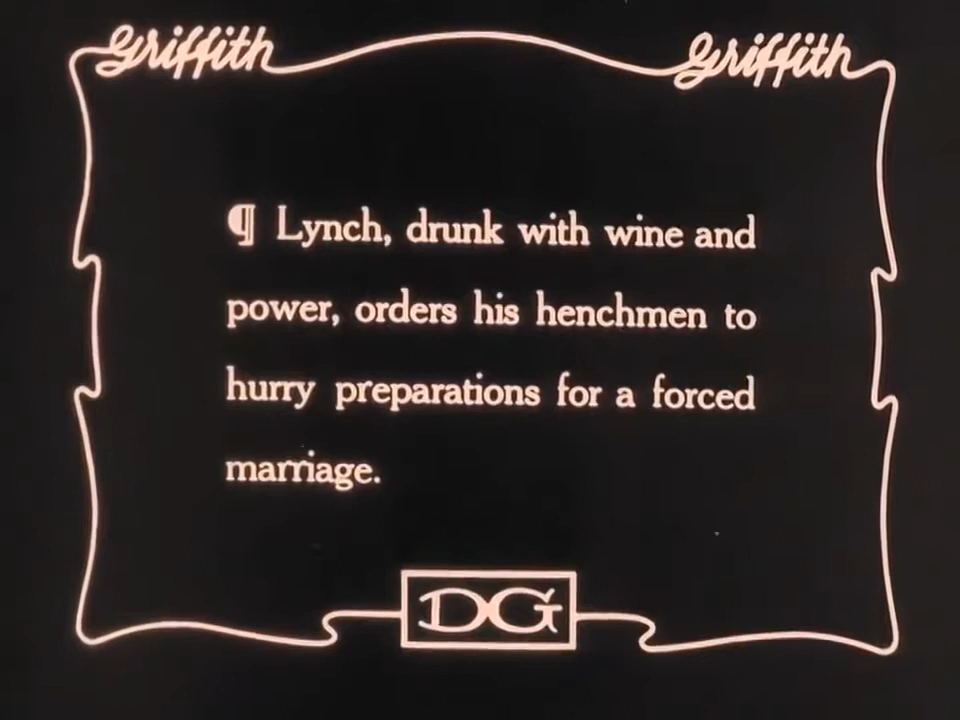 Griffith Griffith
¶ Lynch, drunk with wine and
power, orders his henchmen to
hurry preparations for a forced
marriage.
DG